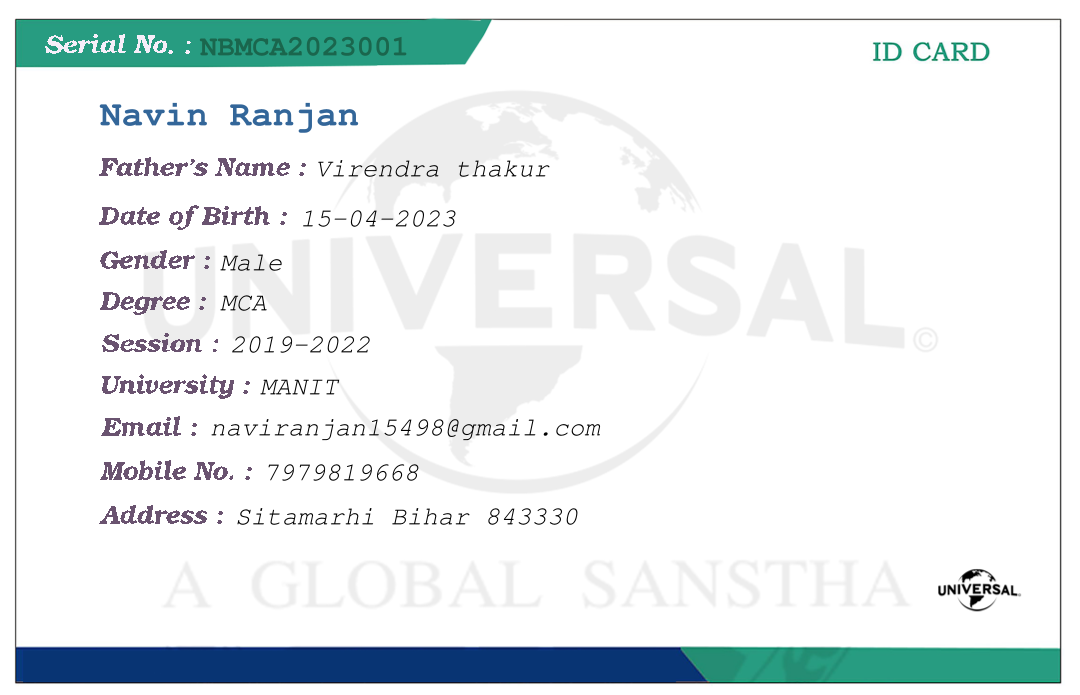 Serial No. : NBMCA2023001
ID CARD
Navin Ranjan
Father's Name : Virendra thakur
Date of Birth : 15-04-2023
Gender : Male
Degree : MCA
Session : 2019-2022
University : MANIT
Email : naviranjan15498@gmail.com
Mobile No. : 7979819668
Address : Sitamarhi Bihar 843330
UNIVERSAL ©
A GLOBAL SANSTHA
UNIVERSAL